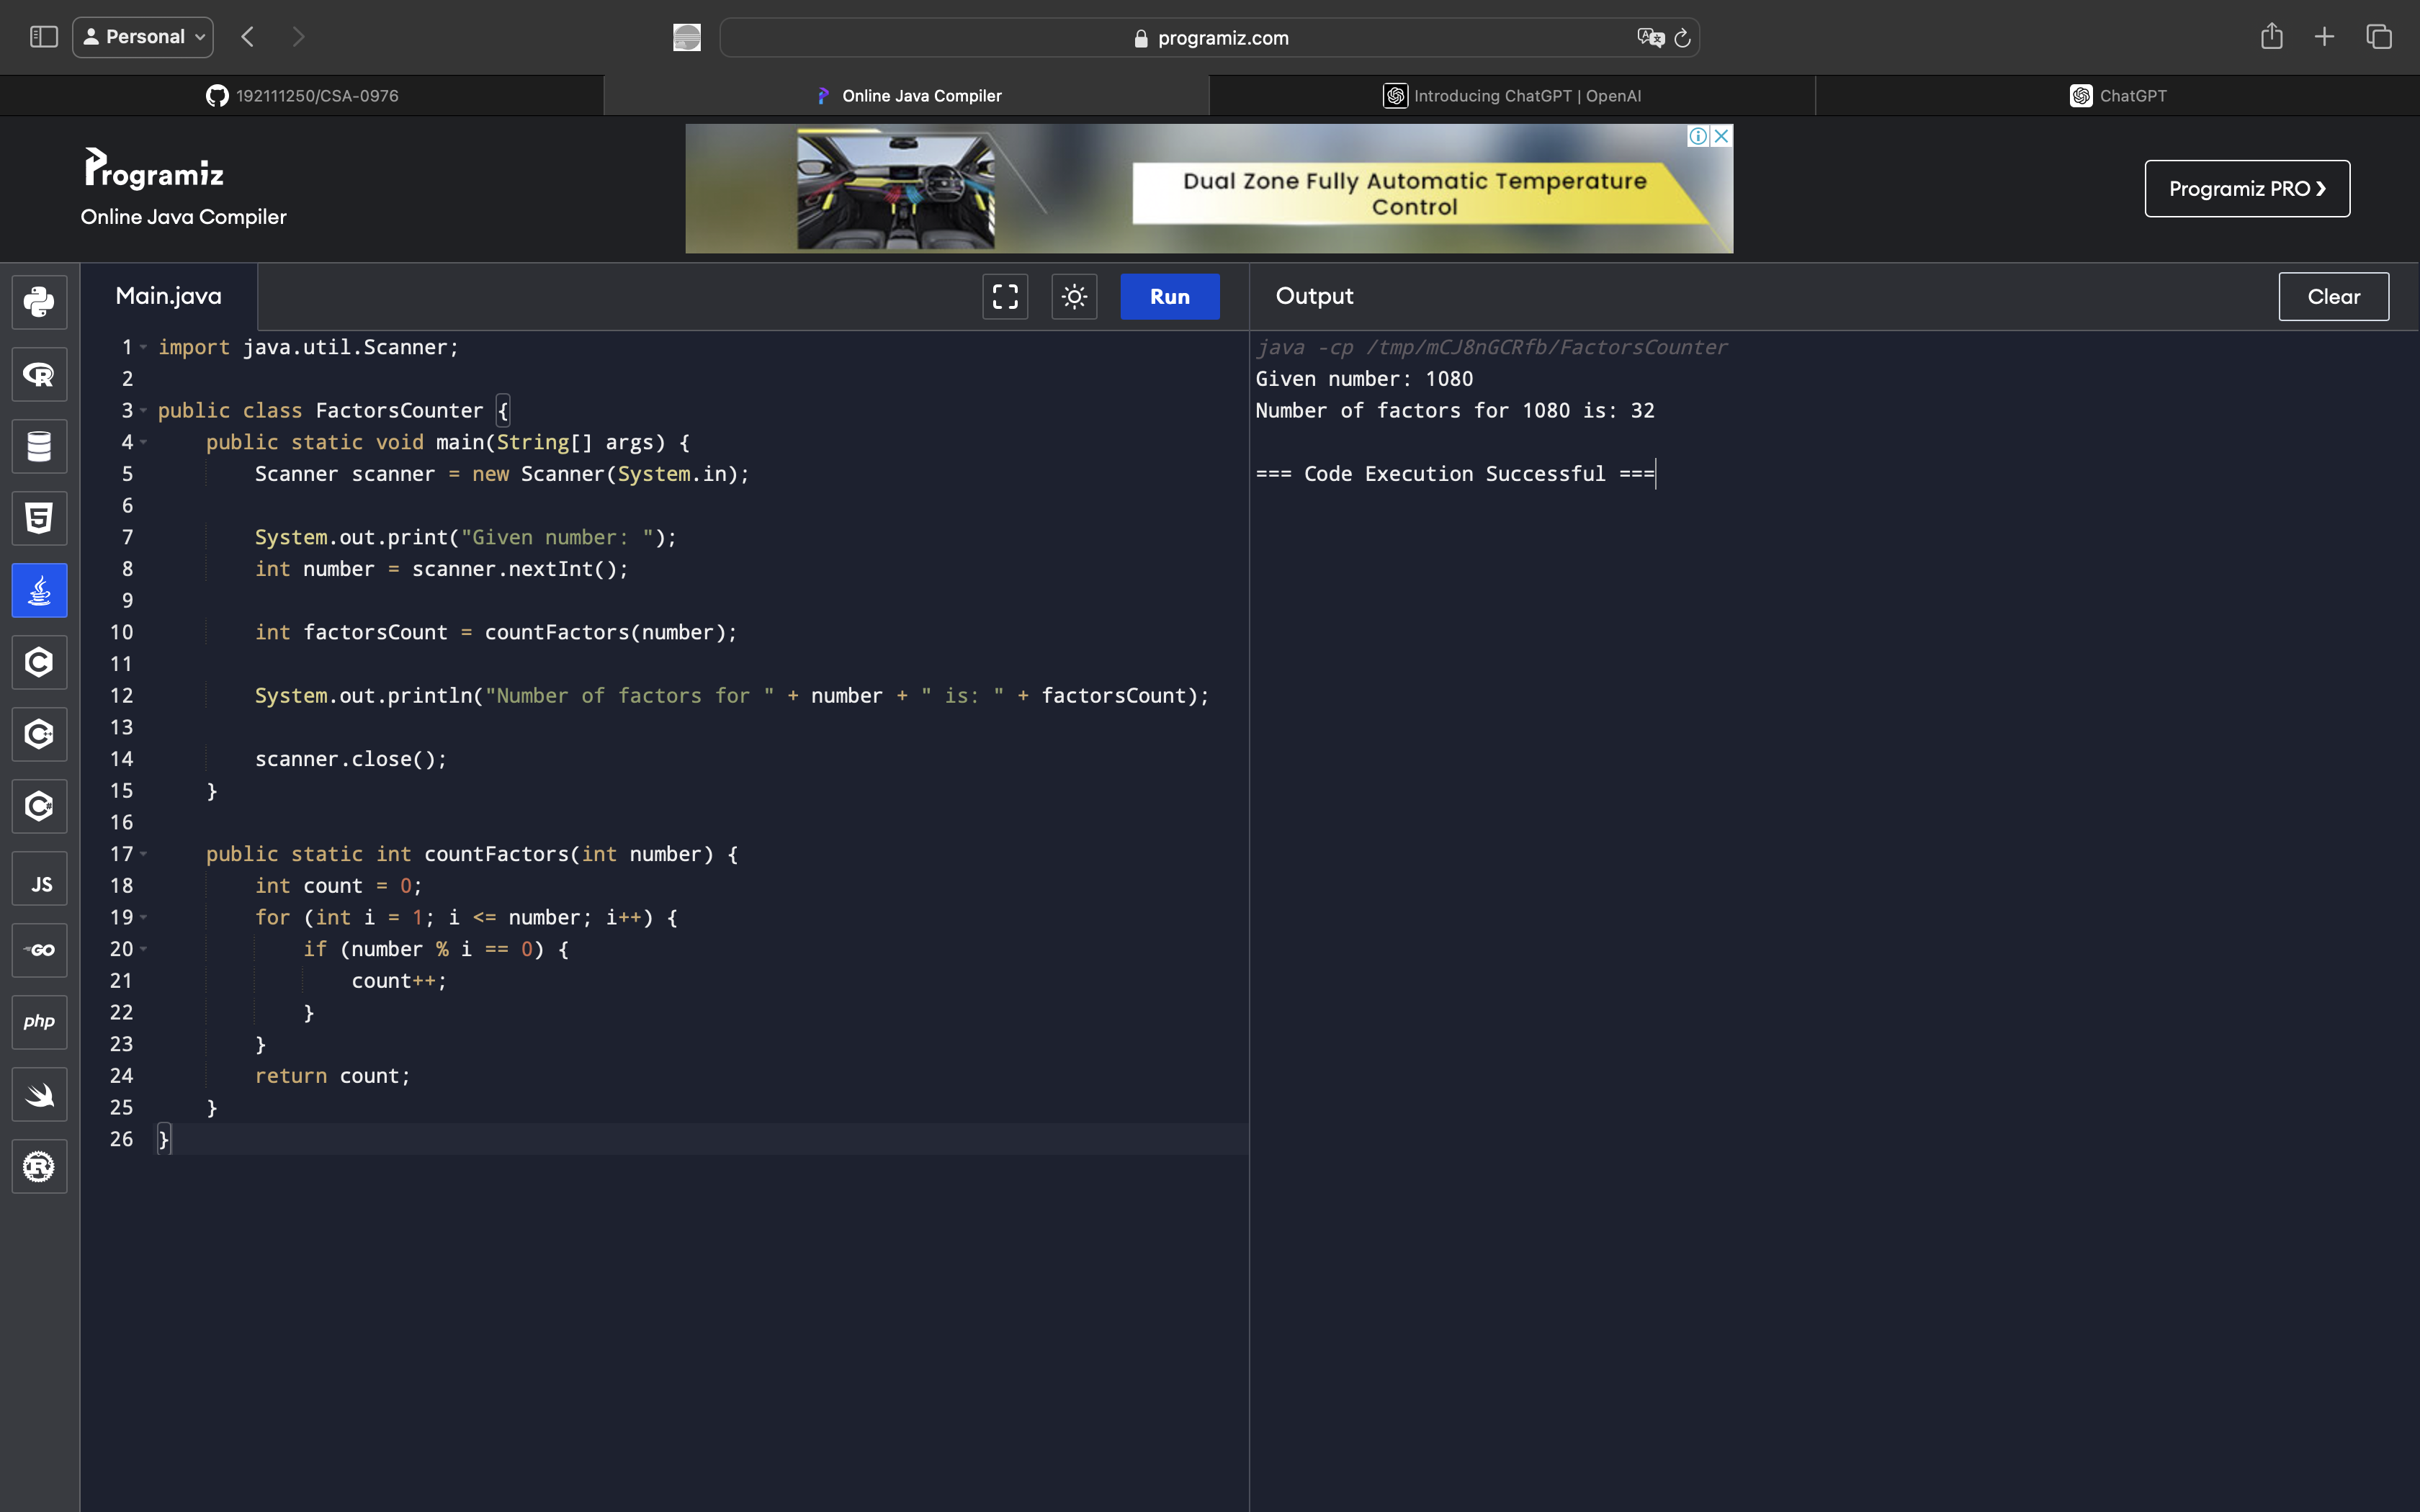 Personal
programiz.com
192111250/CSA-0976
Online Java Compiler
Introducing ChatGPT | OpenAI
ChatGPT
Programiz
Online Java Compiler
Dual Zone Fully Automatic Temperature
Control
Programiz PRO ❯
Main.java
Run
Output
Clear
1 import java.util.Scanner;
2
3 public class FactorsCounter {
4     public static void main(String[] args) {
5         Scanner scanner = new Scanner(System.in);
6
7         System.out.print("Given number: ");
8         int number = scanner.nextInt();
9
10         int factorsCount = countFactors(number);
11
12         System.out.println("Number of factors for " + number + " is: " + factorsCount);
13
14         scanner.close();
15     }
16
17     public static int countFactors(int number) {
18         int count = 0;
19         for (int i = 1; i <= number; i++) {
20             if (number % i == 0) {
21                 count++;
22             }
23         }
24         return count;
25     }
26 }
java -cp /tmp/mCJ8nGCRfb/FactorsCounter
Given number: 1080
Number of factors for 1080 is: 32
=== Code Execution Successful ===
R
5
C
C++
C#
JS
GO
php
R